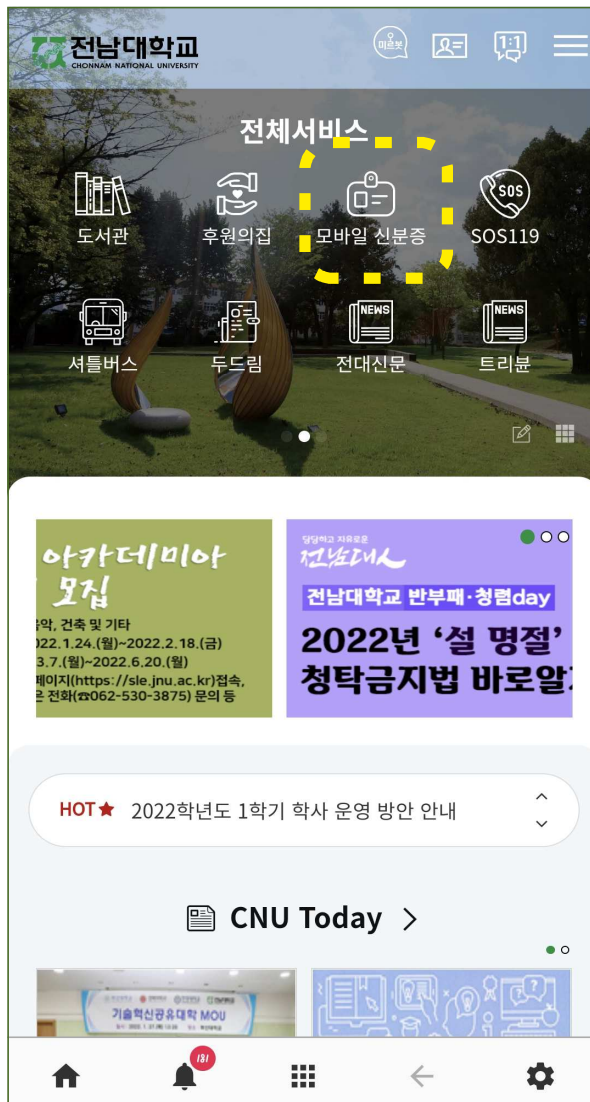 전남대학교
CHONNAM NATIONAL UNIVERSITY
미르봇
1:1
전체서비스
도서관
후원의집
모바일 신분증
SOS
SOS119
셔틀버스
두드림
NEWS
전대신문
NEWS
트리뷴
아카데미아
모집
음악, 건축 및 기타
022.1.24.(월)~2022.2.18.(금)
3.7.(월)~2022.6.20.(월)
페이지(https://sle.jnu.ac.kr)접속,
은 전화(☎062-530-3875) 문의 등
당당하고 자유로운
전남대人
전남대학교 반부패·청렴day
2022년 ‘설 명절’
청탁금지법 바로알기
HOT★ 2022학년도 1학기 학사 운영 방안 안내
CNU Today >
기술혁신공유대학 MOU
181